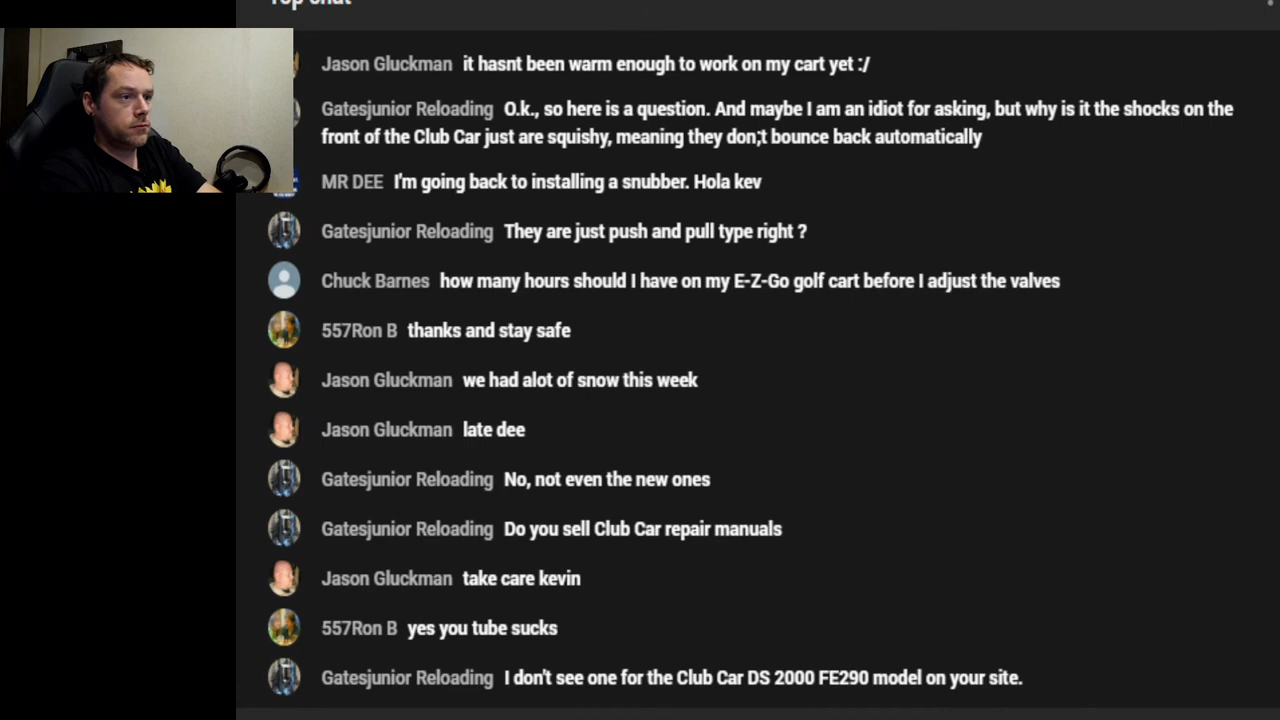 Top chat
Jason Gluckman it hasnt been warm enough to work on my cart yet :/
Gatesjunior Reloading O.k., so here is a question. And maybe I am an idiot for asking, but why is it the shocks on the
front of the Club Car just are squishy, meaning they don;t bounce back automatically
MR DEE I'm going back to installing a snubber. Hola kev
Gatesjunior Reloading They are just push and pull type right ?
Chuck Barnes how many hours should I have on my E-Z-Go golf cart before I adjust the valves
557Ron B thanks and stay safe
Jason Gluckman we had alot of snow this week
Jason Gluckman late dee
Gatesjunior Reloading No, not even the new ones
Gatesjunior Reloading Do you sell Club Car repair manuals
Jason Gluckman take care kevin
557Ron B yes you tube sucks
Gatesjunior Reloading I don't see one for the Club Car DS 2000 FE290 model on your site.